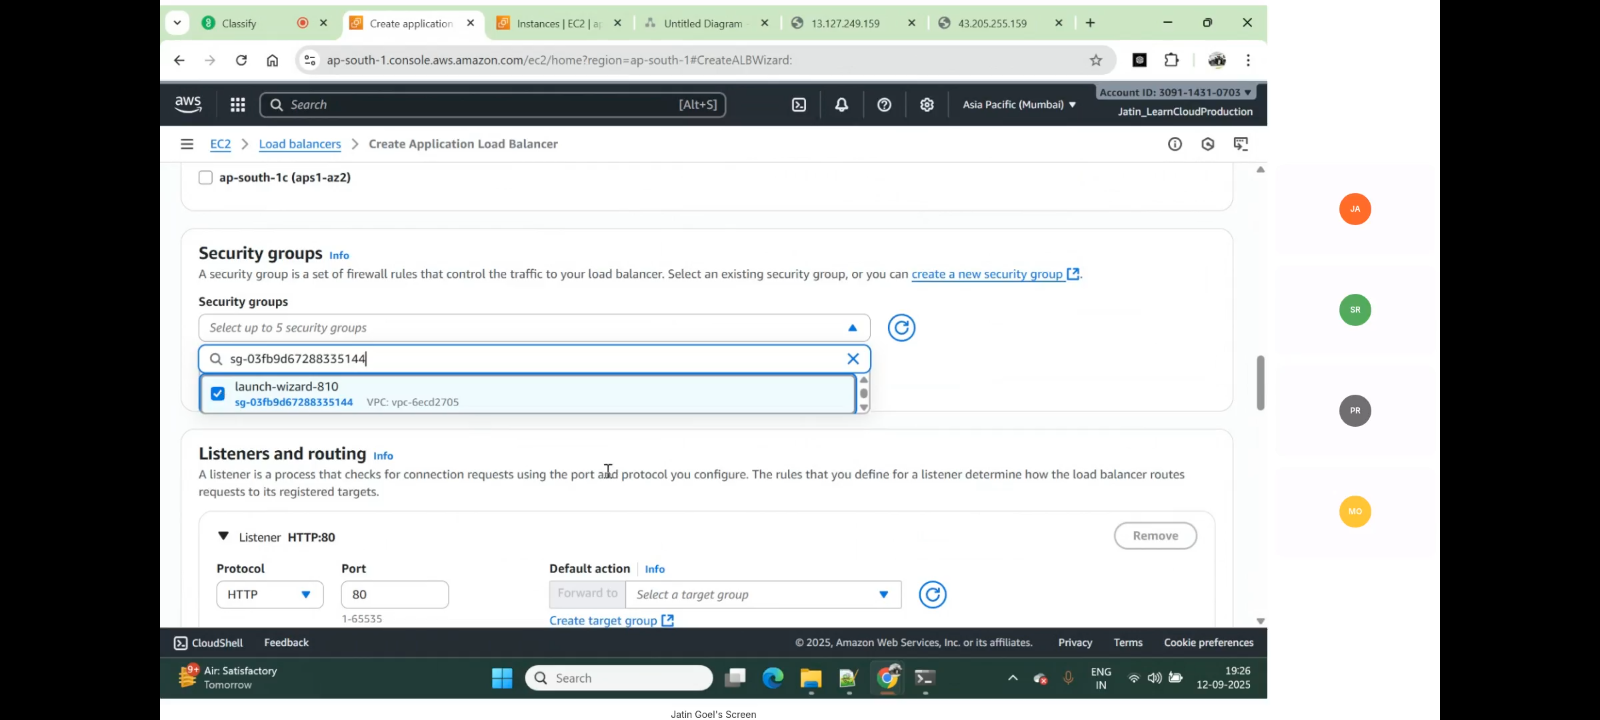 Classify
Create application
Instances | EC2 | a
Untitled Diagram
13.127.249.159
43.205.255.159
ap-south-1.console.aws.amazon.com/ec2/home?region=ap-south-1#CreateALBWizard:
aws
Search
[Alt+S]
Asia Pacific (Mumbai)
Account ID: 3091-1431-0703
Jatin_LearnCloudProduction
EC2 > Load balancers > Create Application Load Balancer
ap-south-1c (aps1-az2)
Security groups Info
A security group is a set of firewall rules that control the traffic to your load balancer. Select an existing security group, or you can create a new security group.
Security groups
Select up to 5 security groups
sg-03fb9d67288335144
launch-wizard-810
sg-03fb9d67288335144 VPC: vpc-6ecd2705
Listeners and routing Info
A listener is a process that checks for connection requests using the port and protocol you configure. The rules that you define for a listener determine how the load balancer routes
requests to its registered targets.
Listener HTTP:80
Remove
Protocol Port Default action Info
HTTP 80 Forward to Select a target group
1-65535 Create target group
CloudShell Feedback © 2025, Amazon Web Services, Inc. or its affiliates. Privacy Terms Cookie preferences
9+ Air: Satisfactory
Tomorrow
Search
ENG
IN
19:26
12-09-2025
JA
SR
PR
MO
Jatin Goel's Screen